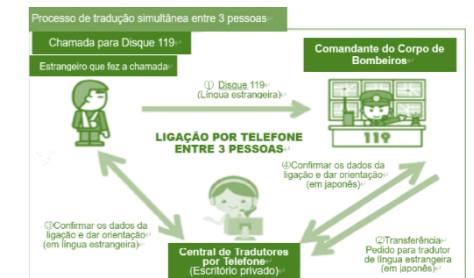 Processo de tradução simultânea entre 3 pessoas
Chamada para Disque 119
Estrangeiro que fez a chamada
Comandante do Corpo de
Bombeiros
① Disque 119
(Língua estrangeira)
119
LIGAÇÃO POR TELEFONE
ENTRE 3 PESSOAS
④Confirmar os dados da
ligação e dar orientação
(em japonês)
③Confirmar os dados da
ligação e dar orientação
(em língua estrangeira)
②Transferência
Pedido para tradutor
de língua estrangeira
(em japonês)
Central de Tradutores
por Telefone
(Escritório privado)